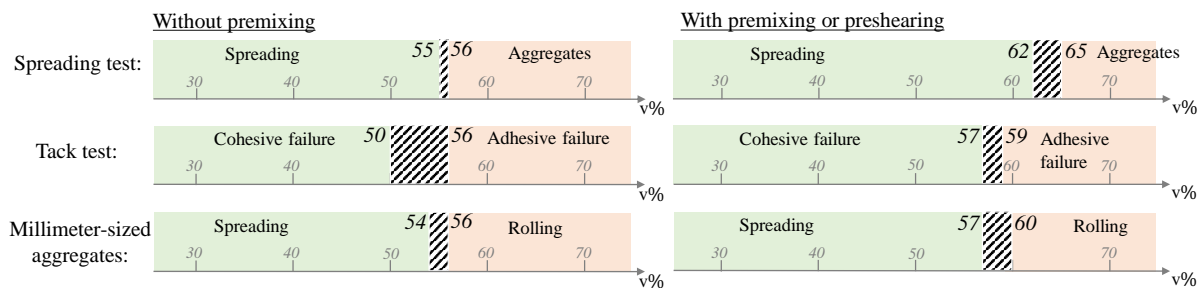 Without premixing
With premixing or preshearing
Spreading test:
Spreading 55 56 Aggregates
30 40 50 60 70
v%
Spreading 62 65 Aggregates
30 40 50 60 70
v%
Tack test:
Cohesive failure 50 56 Adhesive failure
30 40 50 60 70
v%
Cohesive failure 57 59 Adhesive
failure
30 40 50 60 70
v%
Millimeter-sized
aggregates:
Spreading 54 56 Rolling
30 40 50 60 70
v%
Spreading 57 60 Rolling
30 40 50 60 70
v%